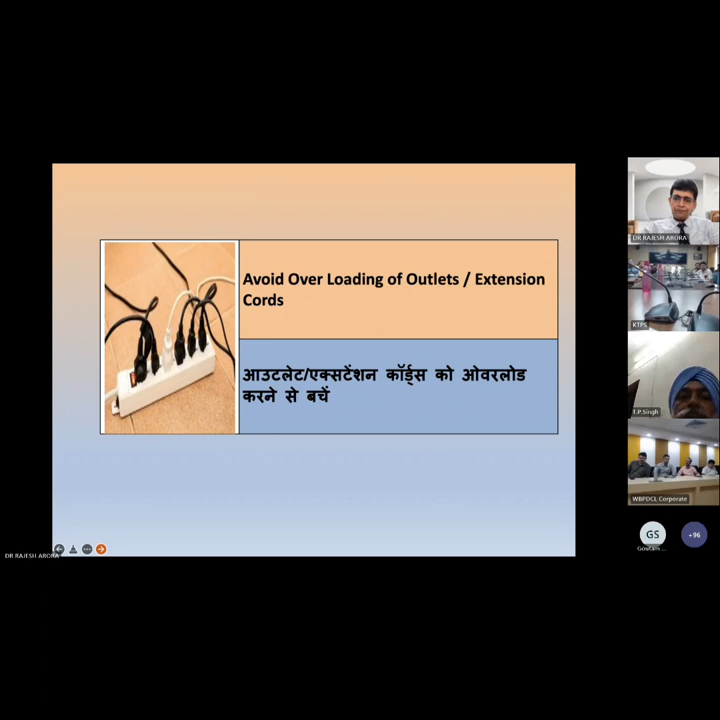 Avoid Over Loading of Outlets / Extension
Cords
आउटलेट/एक्सटेंशन कॉर्ड्स को ओवरलोड
करने से बचें
DR RAJESH ARORA
KTPS
T.P.Singh
WBPDCL Corporate
GS
+96
DR RAJESH ARORA